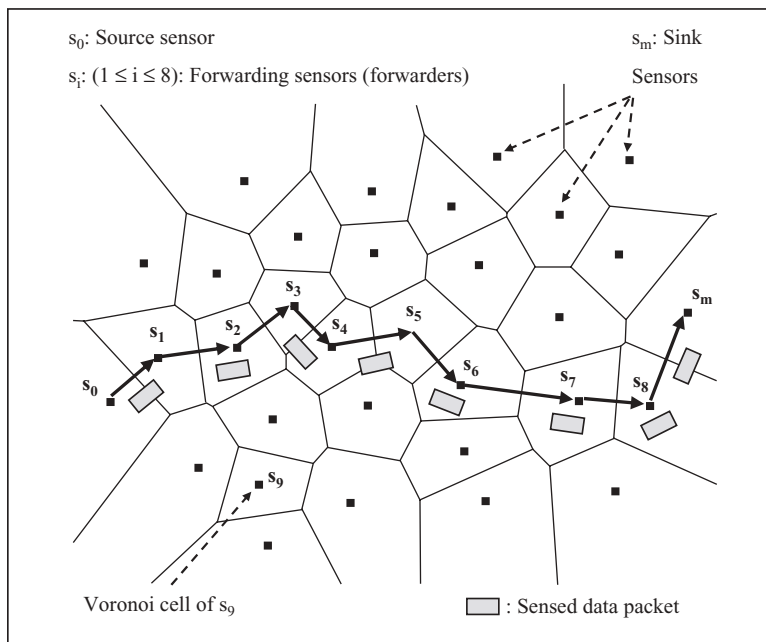 s₀: Source sensor
sₘ: Sink
sᵢ: (1 ≤ i ≤ 8): Forwarding sensors (forwarders)
Sensors
s₃
sₘ
s₁
s₂
s₄
s₅
s₀
s₆
s₇
s₈
s₉
Voronoi cell of s₉
: Sensed data packet